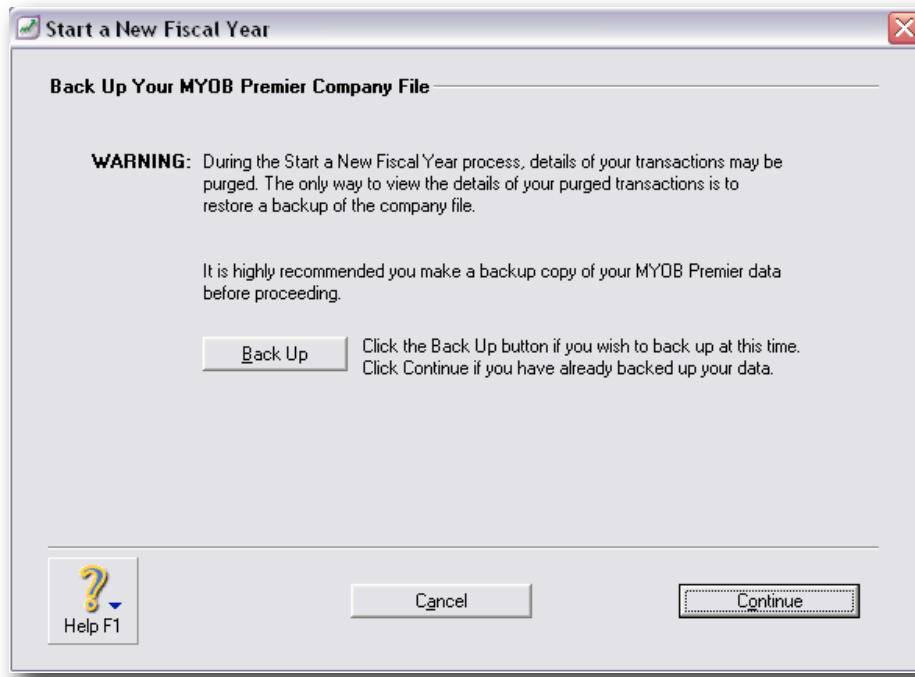 Start a New Fiscal Year
Back Up Your MYOB Premier Company File
WARNING: During the Start a New Fiscal Year process, details of your transactions may be
purged. The only way to view the details of your purged transactions is to
restore a backup of the company file.
It is highly recommended you make a backup copy of your MYOB Premier data
before proceeding.
Back Up
Click the Back Up button if you wish to back up at this time.
Click Continue if you have already backed up your data.
Help F1
Cancel
Continue